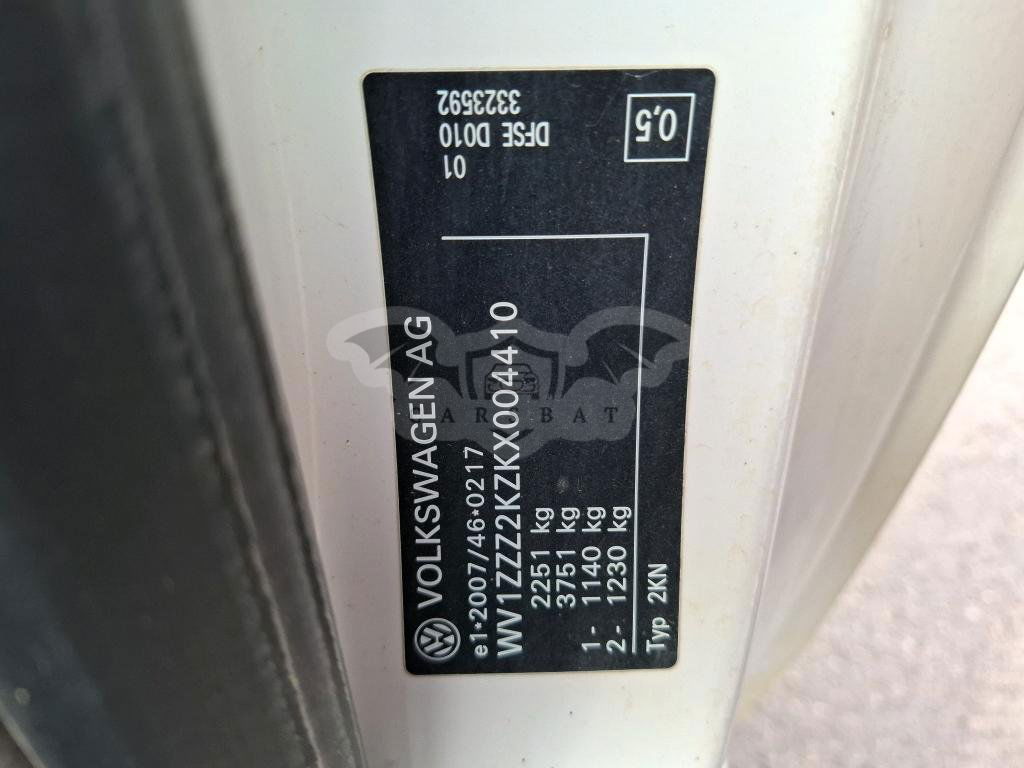 VOLKSWAGEN AG
e1*2007/46*0217
WV1ZZZ2KZKX004410
2251 kg
3751 kg
1 - 1140 kg
2 - 1230 kg
Typ 2KN
01
DFSE D010
3323592
0,5
CARSBAT